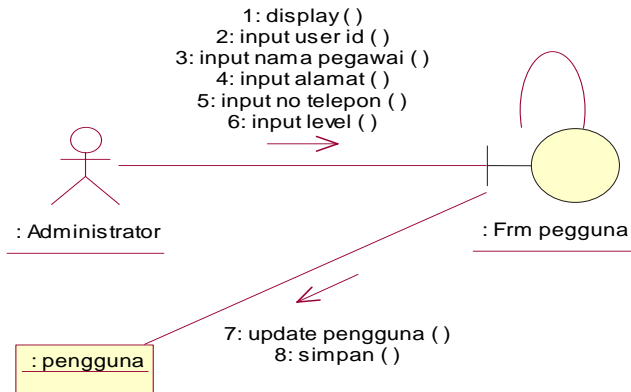 1: display ( )
2: input user id ( )
3: input nama pegawai ( )
4: input alamat ( )
5: input no telepon ( )
6: input level ( )
: Administrator
: Frm pegguna
7: update pengguna ( )
8: simpan ( )
: pengguna